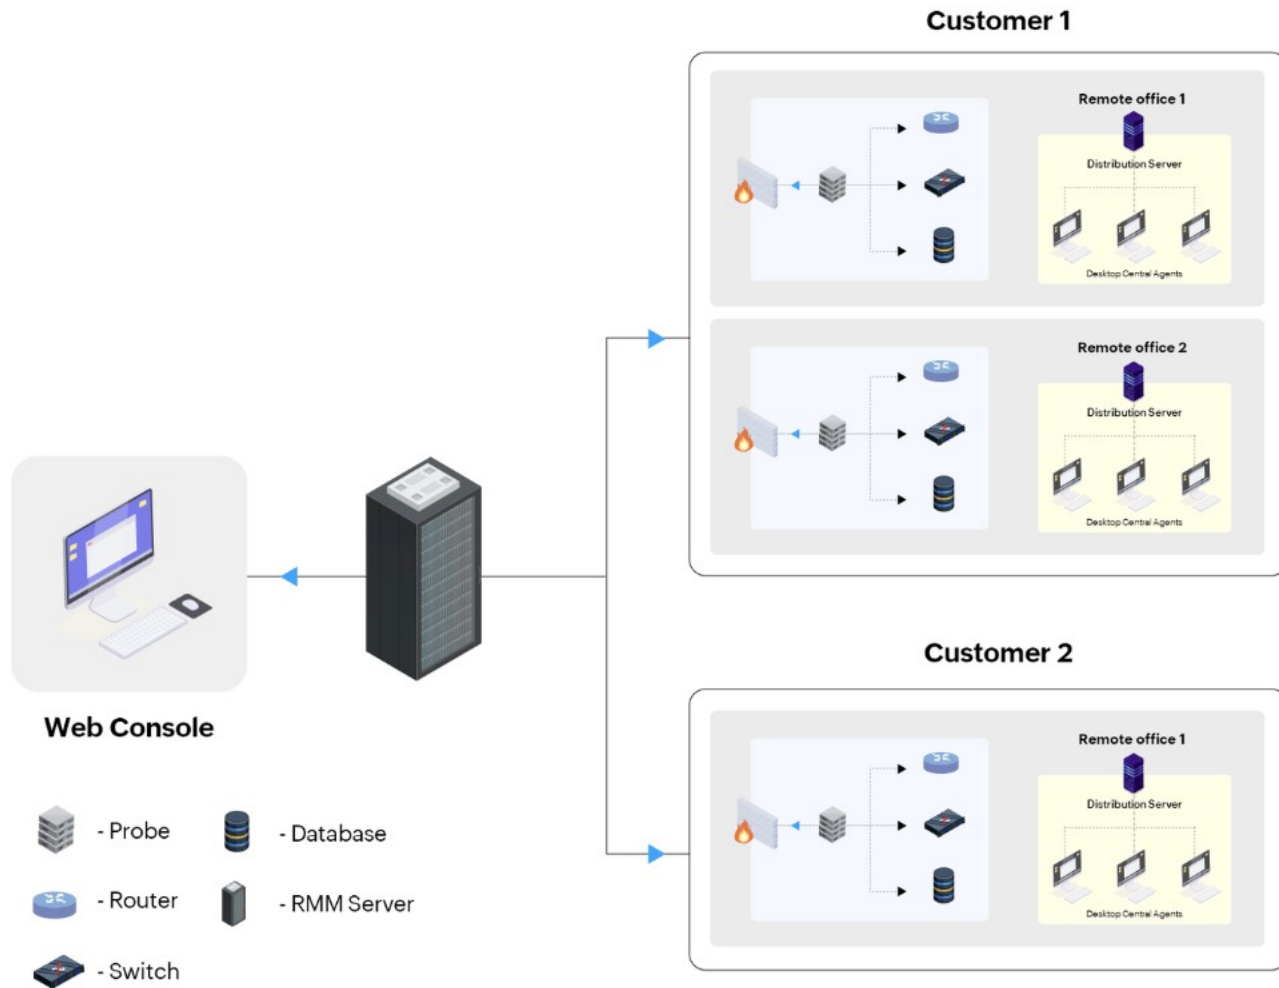 Customer 1
Remote office 1
Distribution Server
Desktop Central Agents
Remote office 2
Distribution Server
Desktop Central Agents
Customer 2
Remote office 1
Distribution Server
Desktop Central Agents
Web Console
- Probe
- Database
- Router
- RMM Server
- Switch